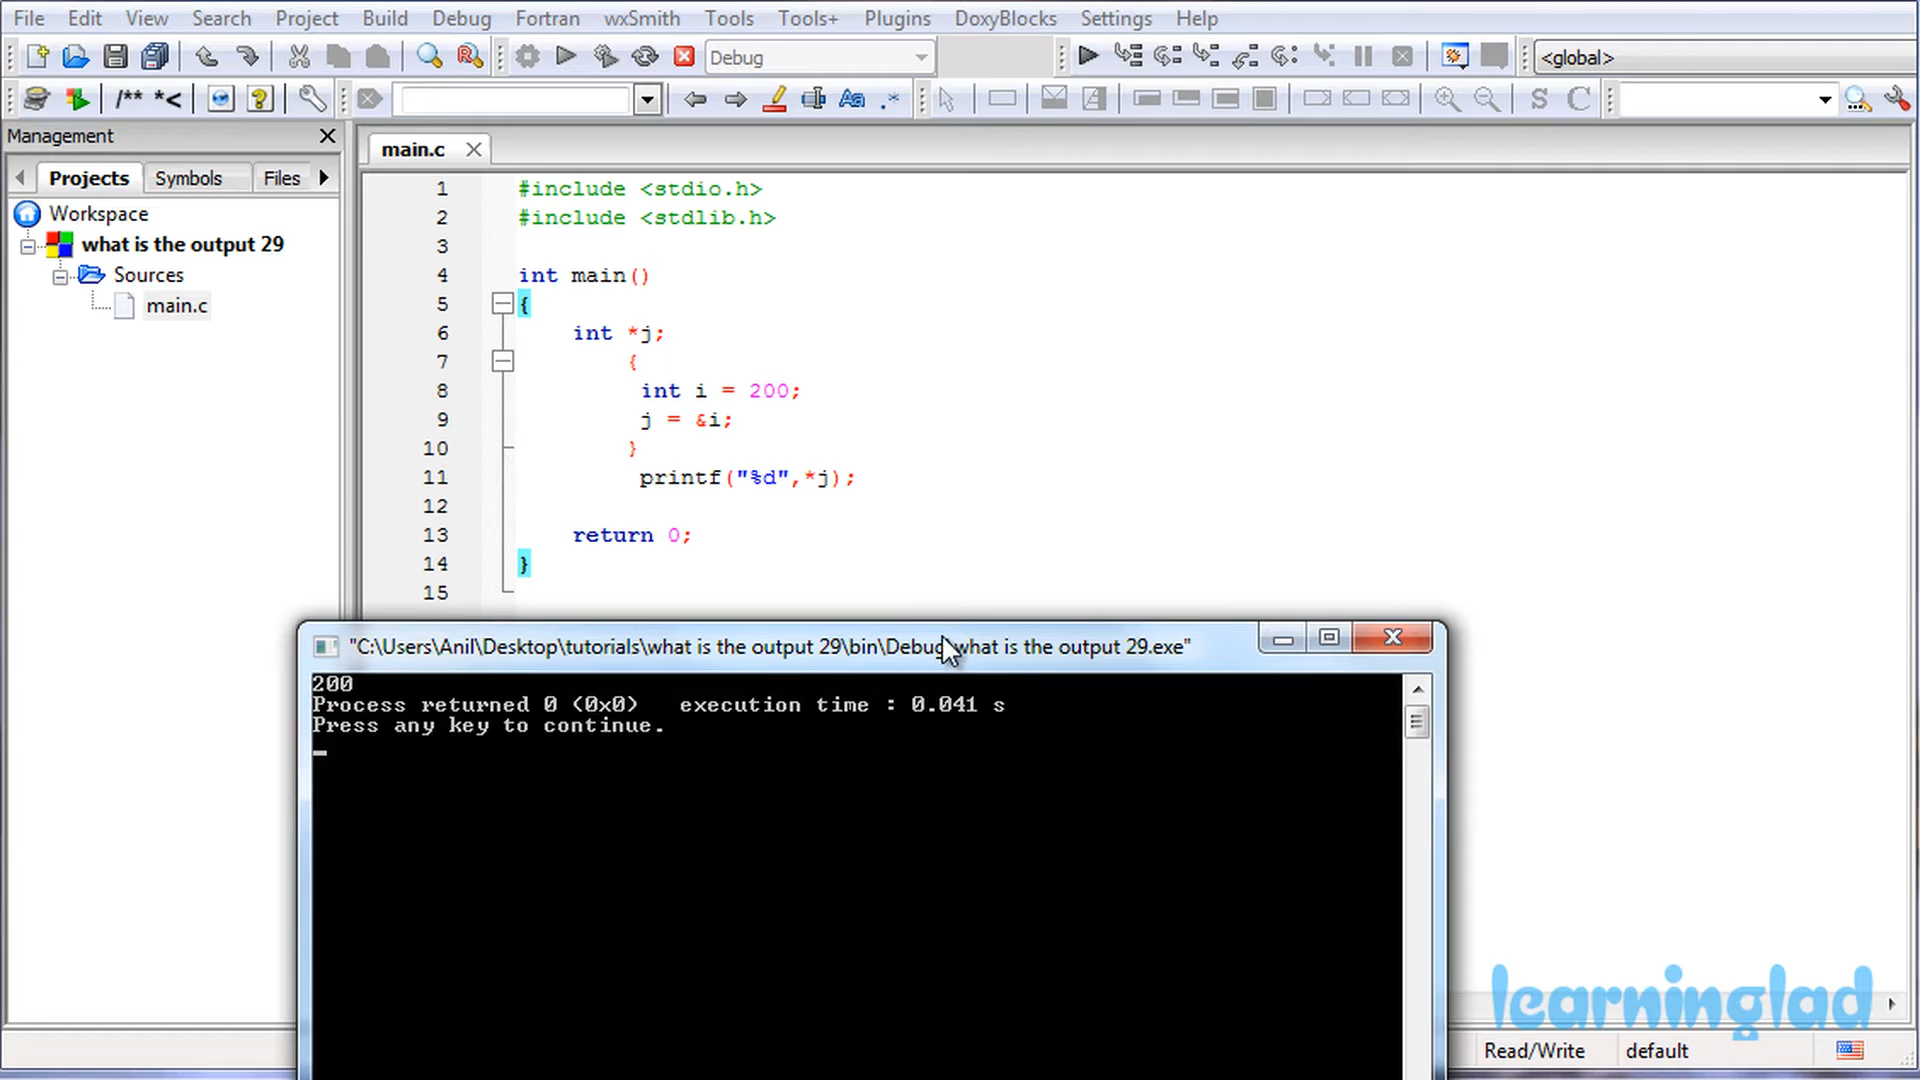 File Edit View Search Project Build Debug Fortran wxSmith Tools Tools+ Plugins DoxyBlocks Settings Help
Debug
<global>
/** *<
Aa .*
S C
Management
Projects Symbols Files
Workspace
what is the output 29
Sources
main.c
main.c
1 #include <stdio.h>
2 #include <stdlib.h>
3
4 int main()
5 {
6 int *j;
7 {
8 int i = 200;
9 j = &i;
10 }
11 printf("%d",*j);
12
13 return 0;
14 }
15
"C:\Users\Anil\Desktop\tutorials\what is the output 29\bin\Debug\what is the output 29.exe"
200
Process returned 0 (0x0) execution time : 0.041 s
Press any key to continue.
learninglad
Read/Write default